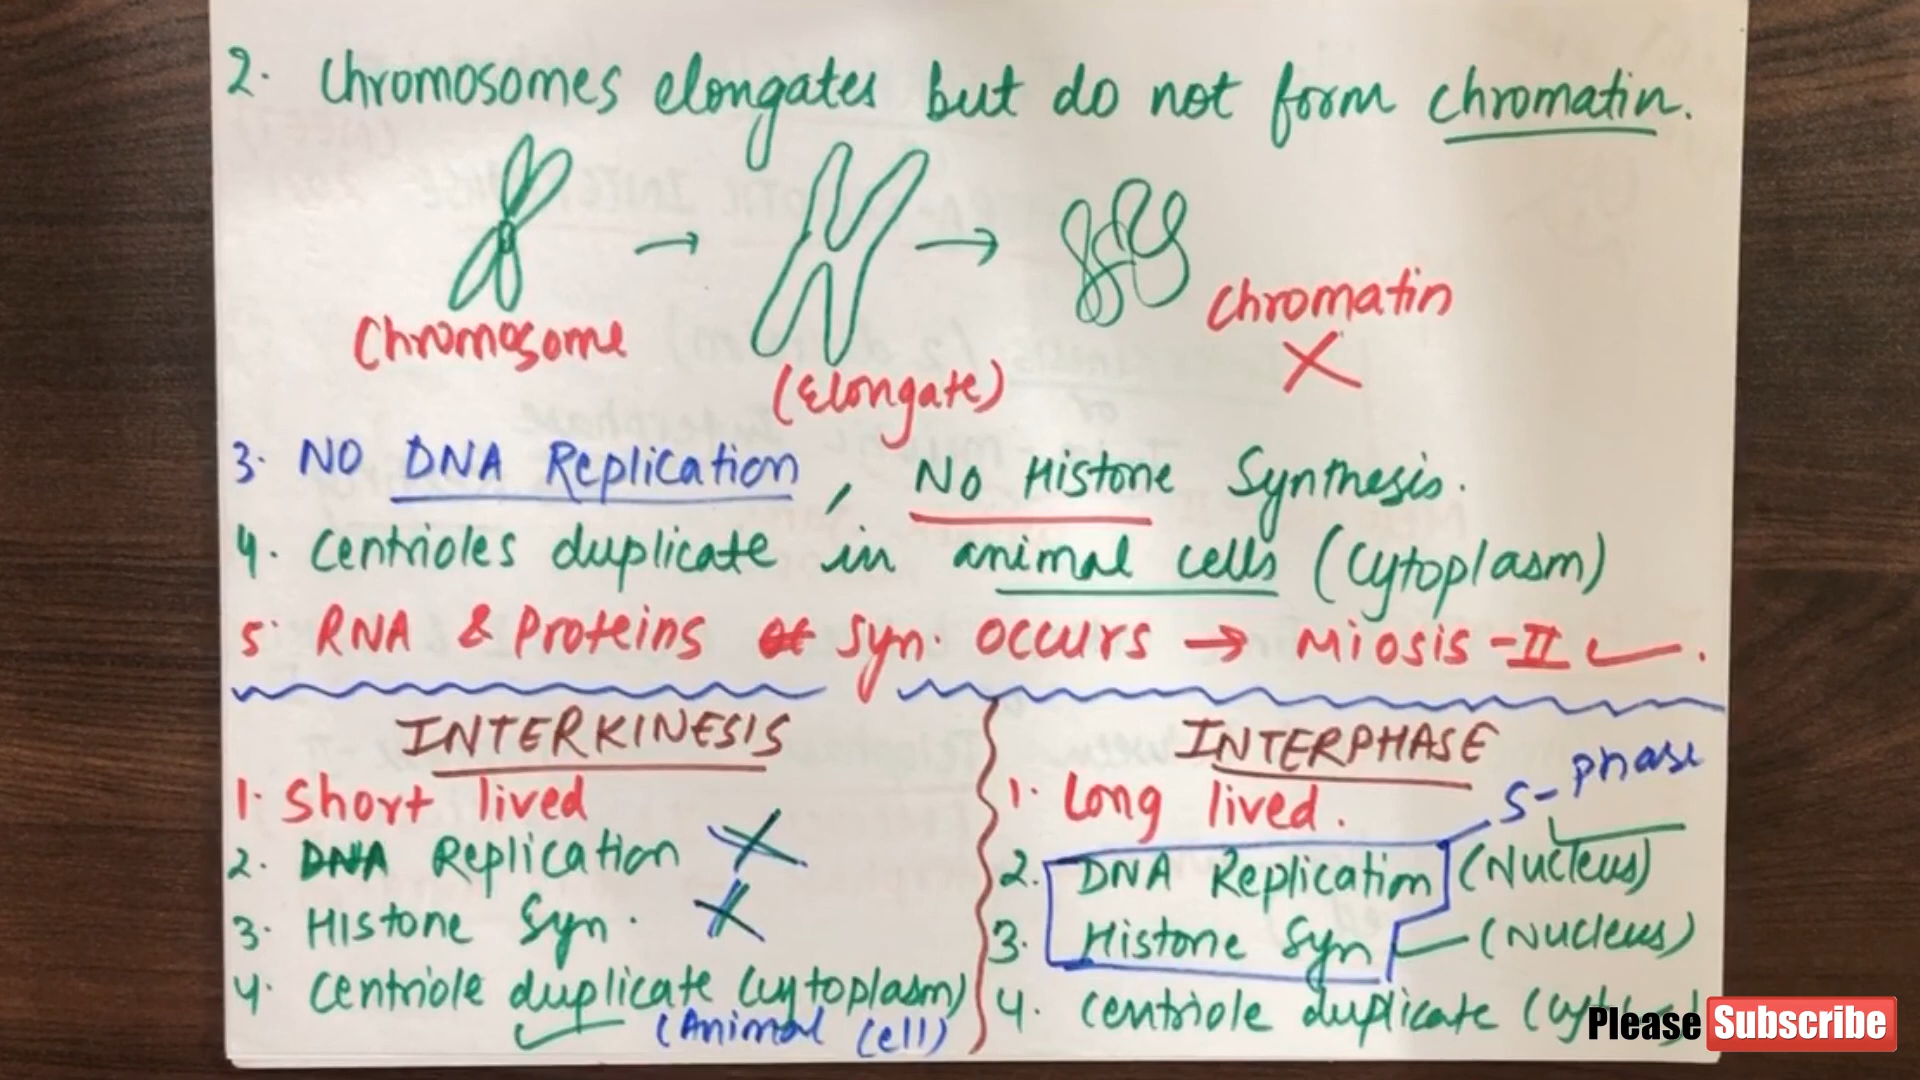 2. Chromosomes elongates but do not form chromatin.
Chromosome
(Elongate)
Chromatin
X
3. NO DNA Replication, No Histone Synthesis.
4. Centrioles duplicate in animal cells (Cytoplasm)
5. RNA & Proteins Syn. occurs → Miosis-II
INTERKINESIS
1. Short lived
2. DNA Replication X
3. Histone Syn. X
4. Centriole duplicate (Cytoplasm)
(Animal Cell)
INTERPHASE
S-phase
1. Long lived.
2. DNA Replication (Nucleus)
3. Histone Syn (Nucleus)
4. Centriole duplicate
Please Subscribe